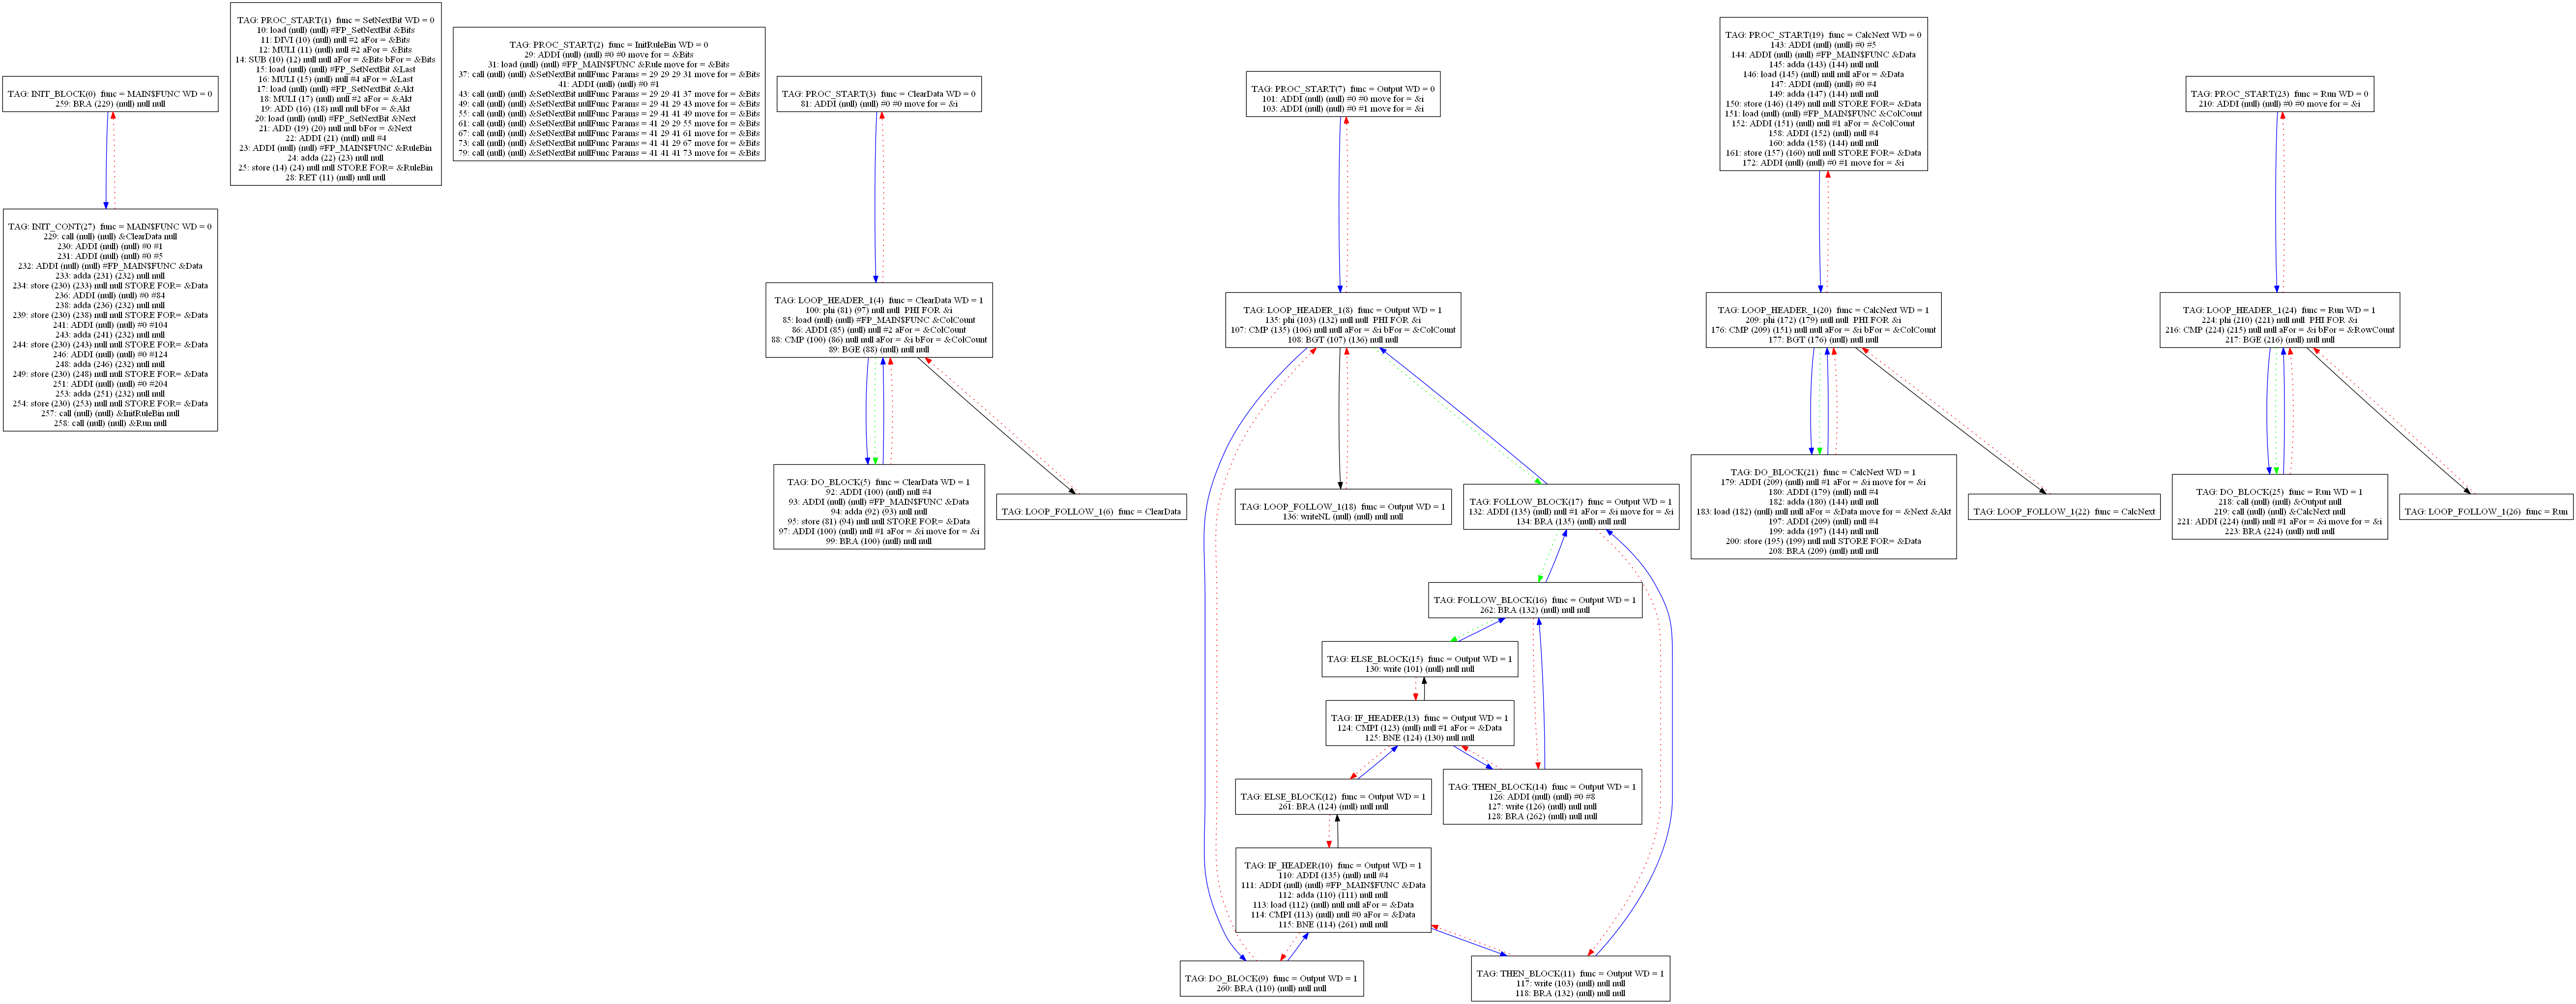 TAG: INIT_BLOCK(0) func = MAIN$FUNC WD = 0
259: BRA (229) (null) null null
TAG: INIT_CONT(27) func = MAIN$FUNC WD = 0
229: call (null) (null) &ClearData null
230: ADDI (null) (null) #0 #1
231: ADDI (null) (null) #0 #5
232: ADDI (null) (null) #FP_MAIN$FUNC &Data
233: adda (231) (232) null null
234: store (230) (233) null null STORE FOR= &Data
236: ADDI (null) (null) #0 #84
238: adda (236) (232) null null
239: store (230) (238) null null STORE FOR= &Data
241: ADDI (null) (null) #0 #104
243: adda (241) (232) null null
244: store (230) (243) null null STORE FOR= &Data
246: ADDI (null) (null) #0 #124
248: adda (246) (232) null null
249: store (230) (248) null null STORE FOR= &Data
251: ADDI (null) (null) #0 #204
253: adda (251) (232) null null
254: store (230) (253) null null STORE FOR= &Data
257: call (null) (null) &InitRuleBin null
258: call (null) (null) &Run null
TAG: PROC_START(1) func = SetNextBit WD = 0
10: load (null) (null) #FP_SetNextBit &Bits
11: DIVI (10) (null) null #2 aFor = &Bits
12: MULI (11) (null) null #2 aFor = &Bits
14: SUB (10) (12) null null aFor = &Bits bFor = &Bits
15: load (null) (null) #FP_SetNextBit &Last
16: MULI (15) (null) null #4 aFor = &Last
17: load (null) (null) #FP_SetNextBit &Akt
18: MULI (17) (null) null #2 aFor = &Akt
19: ADD (16) (18) null null bFor = &Akt
20: load (null) (null) #FP_SetNextBit &Next
21: ADD (19) (20) null null bFor = &Next
22: ADDI (21) (null) null #4
23: ADDI (null) (null) #FP_MAIN$FUNC &RuleBin
24: adda (22) (23) null null
25: store (14) (24) null null STORE FOR= &RuleBin
28: RET (11) (null) null null
TAG: PROC_START(2) func = InitRuleBin WD = 0
29: ADDI (null) (null) #0 #0 move for = &Bits
31: load (null) (null) #FP_MAIN$FUNC &Rule move for = &Bits
37: call (null) (null) &SetNextBit nullFunc Params = 29 29 29 31 move for = &Bits
41: ADDI (null) (null) #0 #1
43: call (null) (null) &SetNextBit nullFunc Params = 29 29 41 37 move for = &Bits
49: call (null) (null) &SetNextBit nullFunc Params = 29 41 29 43 move for = &Bits
55: call (null) (null) &SetNextBit nullFunc Params = 29 41 41 49 move for = &Bits
61: call (null) (null) &SetNextBit nullFunc Params = 41 29 29 55 move for = &Bits
67: call (null) (null) &SetNextBit nullFunc Params = 41 29 41 61 move for = &Bits
73: call (null) (null) &SetNextBit nullFunc Params = 41 41 29 67 move for = &Bits
79: call (null) (null) &SetNextBit nullFunc Params = 41 41 41 73 move for = &Bits
TAG: PROC_START(3) func = ClearData WD = 0
81: ADDI (null) (null) #0 #0 move for = &i
TAG: LOOP_HEADER_1(4) func = ClearData WD = 1
100: phi (81) (97) null null PHI FOR &i
85: load (null) (null) #FP_MAIN$FUNC &ColCount
86: ADDI (85) (null) null #2 aFor = &ColCount
88: CMP (100) (86) null null aFor = &i bFor = &ColCount
89: BGE (88) (null) null null
TAG: DO_BLOCK(5) func = ClearData WD = 1
92: ADDI (100) (null) null #4
93: ADDI (null) (null) #FP_MAIN$FUNC &Data
94: adda (92) (93) null null
95: store (81) (94) null null STORE FOR= &Data
97: ADDI (100) (null) null #1 aFor = &i move for = &i
99: BRA (100) (null) null null
TAG: LOOP_FOLLOW_1(6) func = ClearData
TAG: PROC_START(7) func = Output WD = 0
101: ADDI (null) (null) #0 #0 move for = &i
103: ADDI (null) (null) #0 #1 move for = &i
TAG: LOOP_HEADER_1(8) func = Output WD = 1
135: phi (103) (132) null null PHI FOR &i
107: CMP (135) (106) null null aFor = &i bFor = &ColCount
108: BGT (107) (136) null null
TAG: LOOP_FOLLOW_1(18) func = Output WD = 1
136: writeNL (null) (null) null null
TAG: FOLLOW_BLOCK(17) func = Output WD = 1
132: ADDI (135) (null) null #1 aFor = &i move for = &i
134: BRA (135) (null) null null
TAG: FOLLOW_BLOCK(16) func = Output WD = 1
262: BRA (132) (null) null null
TAG: ELSE_BLOCK(15) func = Output WD = 1
130: write (101) (null) null null
TAG: IF_HEADER(13) func = Output WD = 1
124: CMPI (123) (null) null #1 aFor = &Data
125: BNE (124) (130) null null
TAG: ELSE_BLOCK(12) func = Output WD = 1
261: BRA (124) (null) null null
TAG: THEN_BLOCK(14) func = Output WD = 1
126: ADDI (null) (null) #0 #8
127: write (126) (null) null null
128: BRA (262) (null) null null
TAG: IF_HEADER(10) func = Output WD = 1
110: ADDI (135) (null) null #4
111: ADDI (null) (null) #FP_MAIN$FUNC &Data
112: adda (110) (111) null null
113: load (112) (null) null null aFor = &Data
114: CMPI (113) (null) null #0 aFor = &Data
115: BNE (114) (261) null null
TAG: DO_BLOCK(9) func = Output WD = 1
260: BRA (110) (null) null null
TAG: THEN_BLOCK(11) func = Output WD = 1
117: write (103) (null) null null
118: BRA (132) (null) null null
TAG: PROC_START(19) func = CalcNext WD = 0
143: ADDI (null) (null) #0 #5
144: ADDI (null) (null) #FP_MAIN$FUNC &Data
145: adda (143) (144) null null
146: load (145) (null) null null aFor = &Data
147: ADDI (null) (null) #0 #4
149: adda (147) (144) null null
150: store (146) (149) null null STORE FOR= &Data
151: load (null) (null) #FP_MAIN$FUNC &ColCount
152: ADDI (151) (null) null #1 aFor = &ColCount
158: ADDI (152) (null) null #4
160: adda (158) (144) null null
161: store (157) (160) null null STORE FOR= &Data
172: ADDI (null) (null) #0 #1 move for = &i
TAG: LOOP_HEADER_1(20) func = CalcNext WD = 1
209: phi (172) (179) null null PHI FOR &i
176: CMP (209) (151) null null aFor = &i bFor = &ColCount
177: BGT (176) (null) null null
TAG: DO_BLOCK(21) func = CalcNext WD = 1
179: ADDI (209) (null) null #1 aFor = &i move for = &i
180: ADDI (179) (null) null #4
182: adda (180) (144) null null
183: load (182) (null) null null aFor = &Data move for = &Next &Akt
197: ADDI (209) (null) null #4
199: adda (197) (144) null null
200: store (195) (199) null null STORE FOR= &Data
208: BRA (209) (null) null null
TAG: LOOP_FOLLOW_1(22) func = CalcNext
TAG: PROC_START(23) func = Run WD = 0
210: ADDI (null) (null) #0 #0 move for = &i
TAG: LOOP_HEADER_1(24) func = Run WD = 1
224: phi (210) (221) null null PHI FOR &i
216: CMP (224) (215) null null aFor = &i bFor = &RowCount
217: BGE (216) (null) null null
TAG: DO_BLOCK(25) func = Run WD = 1
218: call (null) (null) &Output null
219: call (null) (null) &CalcNext null
221: ADDI (224) (null) null #1 aFor = &i move for = &i
223: BRA (224) (null) null null
TAG: LOOP_FOLLOW_1(26) func = Run